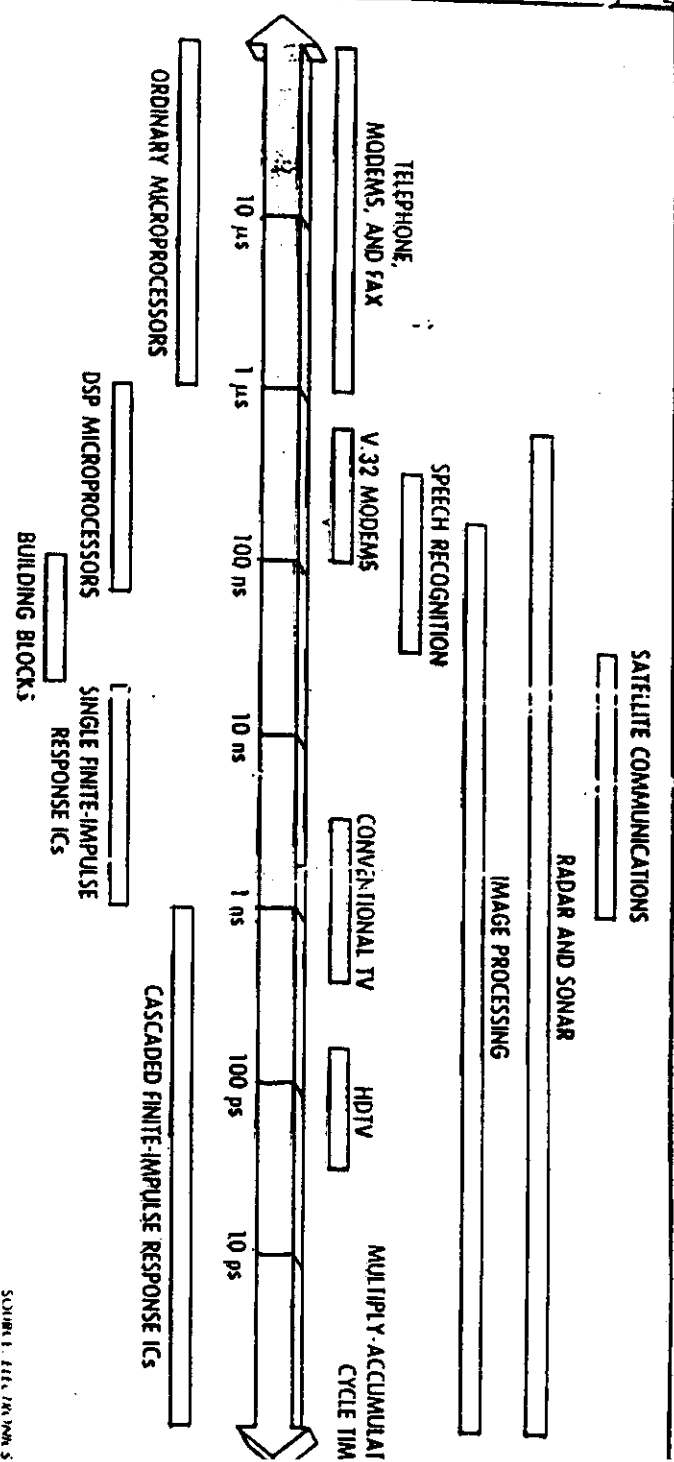 SATELLITE COMMUNICATIONS
RADAR AND SONAR
IMAGE PROCESSING
SPEECH RECOGNITION
TELEPHONE,
MODEMS, AND FAX
V.32 MODEMS
CONVENTIONAL TV
HDTV
MULTIPLY-ACCUMULAT
CYCLE TIM
10 μs
1 μs
100 ns
10 ns
1 ns
100 ps
10 ps
ORDINARY MICROPROCESSORS
DSP MICROPROCESSORS
BUILDING BLOCKS
SINGLE FINITE-IMPULSE
RESPONSE ICs
CASCADED FINITE-IMPULSE RESPONSE ICs
SOURCE: ELECTRONICS